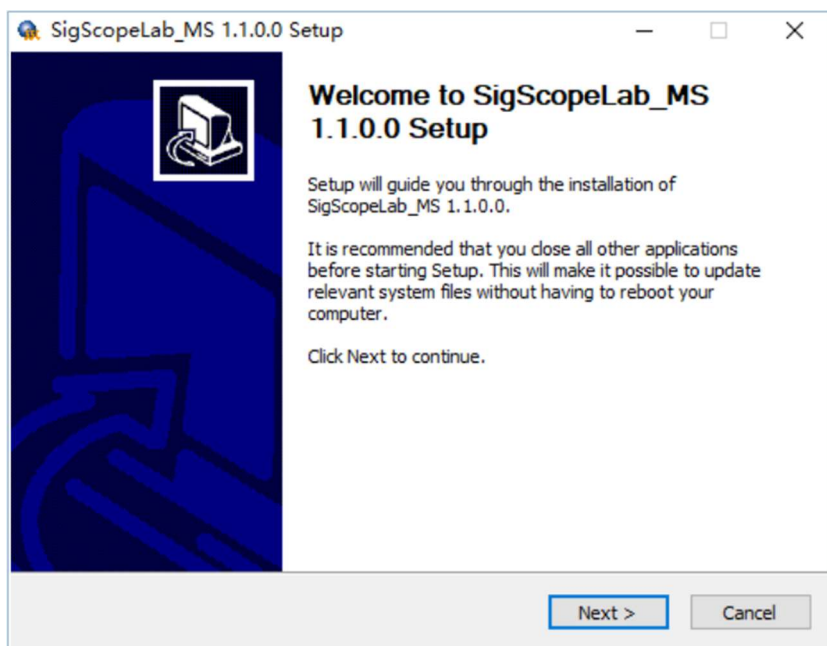 SigScopeLab_MS 1.1.0.0 Setup
Welcome to SigScopeLab_MS
1.1.0.0 Setup
Setup will guide you through the installation of
SigScopeLab_MS 1.1.0.0.
It is recommended that you close all other applications
before starting Setup. This will make it possible to update
relevant system files without having to reboot your
computer.
Click Next to continue.
Next >
Cancel